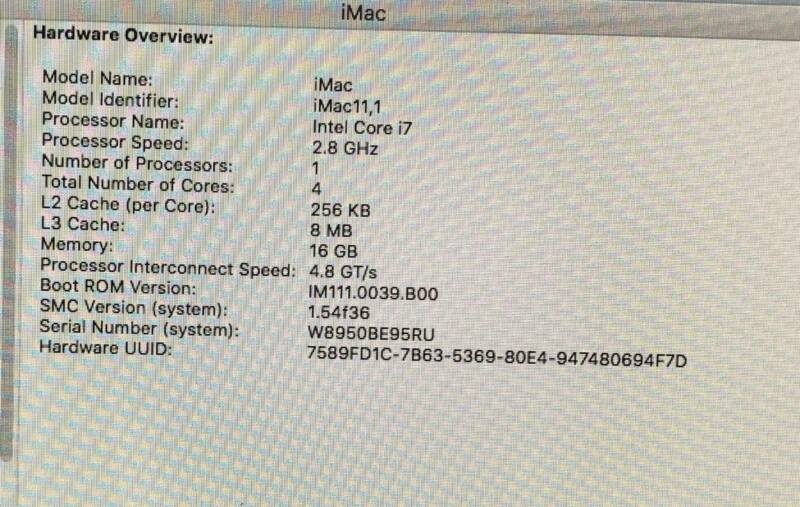 iMac
Hardware Overview:
Model Name: iMac
Model Identifier: iMac11,1
Processor Name: Intel Core i7
Processor Speed: 2.8 GHz
Number of Processors: 1
Total Number of Cores: 4
L2 Cache (per Core): 256 KB
L3 Cache: 8 MB
Memory: 16 GB
Processor Interconnect Speed: 4.8 GT/s
Boot ROM Version: IM111.0039.B00
SMC Version (system): 1.54f36
Serial Number (system): W8950BE95RU
Hardware UUID: 7589FD1C-7B63-5369-80E4-947480694F7D